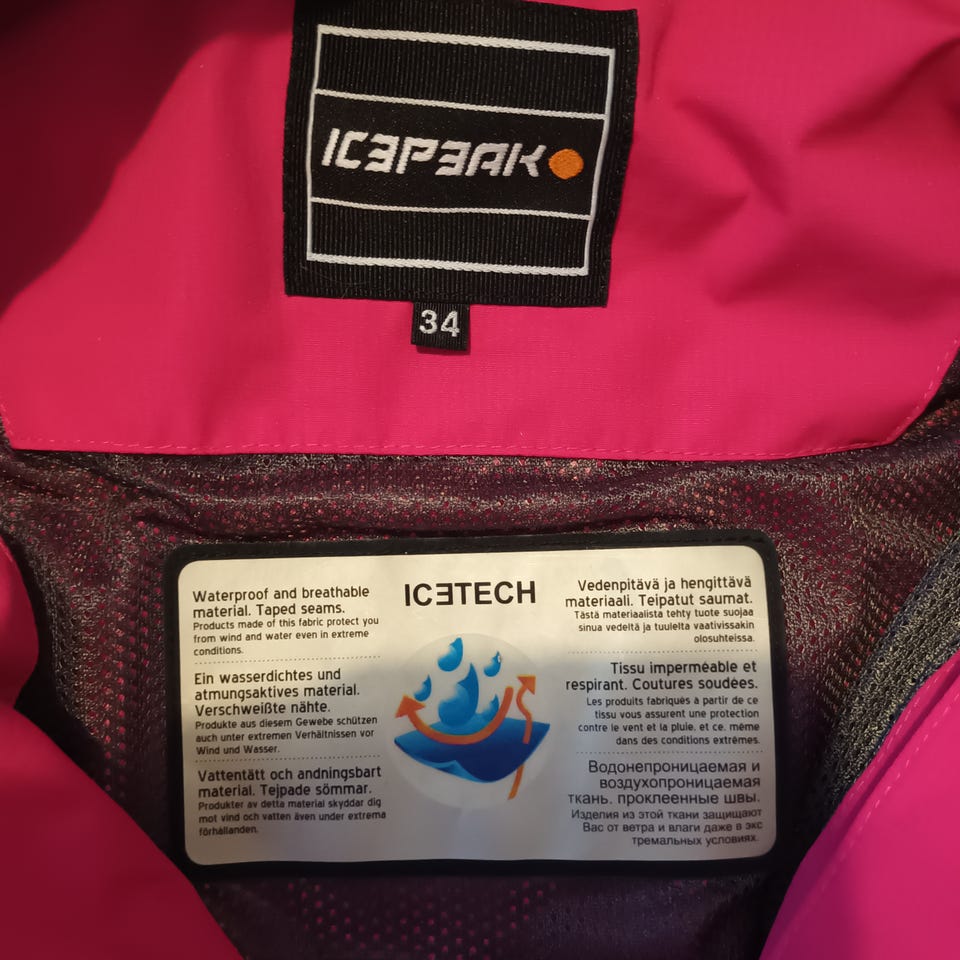 ICEPEAK
34
ICETECH
Waterproof and breathable
material. Taped seams.
Products made of this fabric protect you
from wind and water even in extreme
conditions.
Ein wasserdichtes und
atmungsaktives material.
Verschweißte nähte.
Produkte aus diesem Gewebe schützen
auch unter extremen Verhältnissen vor
Wind und Wasser.
Vattentätt och andningsbart
material. Tejpade sömmar.
Produkter av detta material skyddar dig
mot vind och vatten även under extrema
förhållanden.
Vedenpitävä ja hengittävä
materiaali. Teipatut saumat.
Tästä materiaalista tehty tuote suojaa
sinua vedeltä ja tuulelta vaativissakin
olosuhteissa.
Tissu imperméable et
respirant. Coutures soudées.
Les produits fabriqués à partir de ce
tissu vous assurent une protection
contre le vent et la pluie, et ce, même
dans des conditions extrêmes.
Водонепроницаемая и
воздухопроницаемая
ткань. проклеенные швы.
Изделия из этой ткани защищают
Вас от ветра и влаги даже в экс
тремальных условиях.